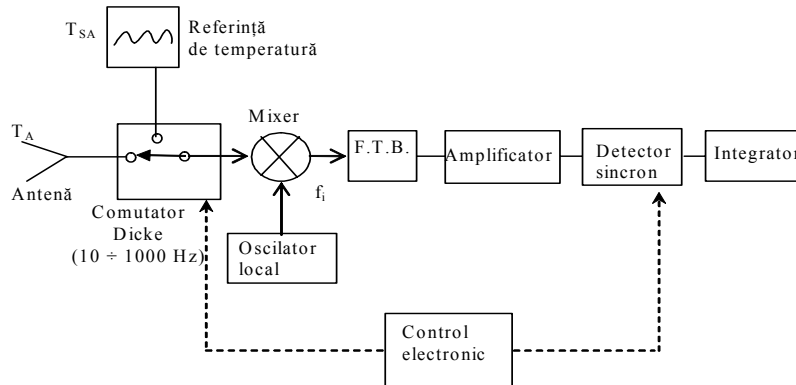 T_SA
Referință
de temperatură
T_A
Antenă
Comutator
Dicke
(10 ÷ 1000 Hz)
Mixer
f_i
Oscilator
local
F.T.B.
Amplificator
Detector
sincron
Integrator
Control
electronic